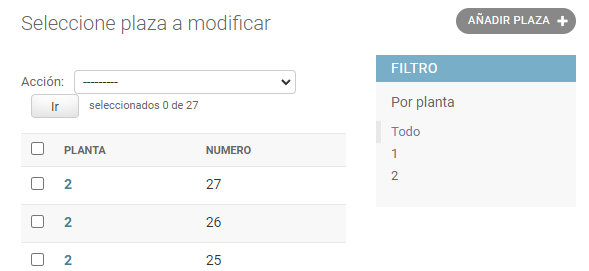 Seleccione plaza a modificar
AÑADIR PLAZA +
Acción: ---------
Ir seleccionados 0 de 27
PLANTA NUMERO
2 27
2 26
2 25
FILTRO
Por planta
Todo
1
2